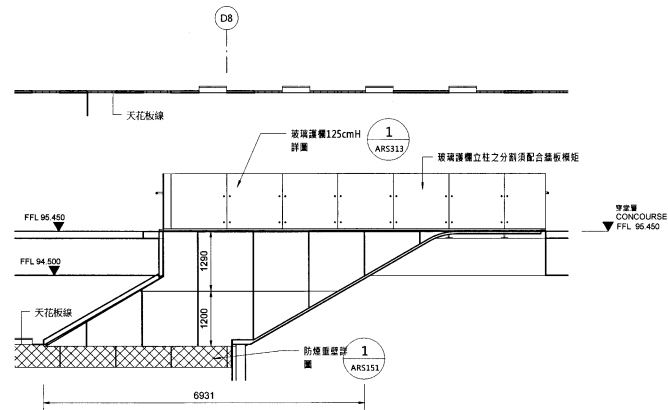 D8
天花板線
玻璃護欄125cmH
詳圖
1
ARS313
玻璃護欄立柱之分割須配合牆板模矩
FFL 95.450
穿堂層
CONCOURSE
FFL 95.450
FFL 94.500
1290
1200
天花板線
防煙垂壁詳
圖
1
ARS151
6931